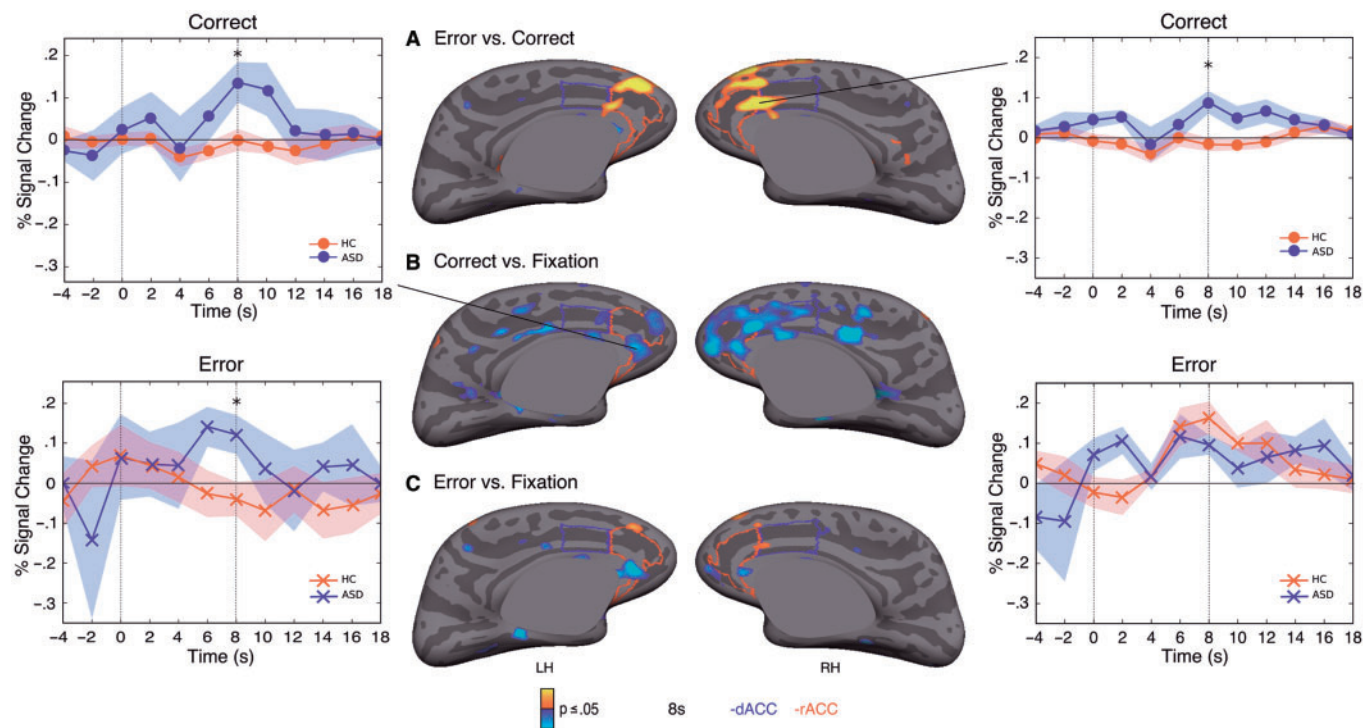 Correct
% Signal Change
.2
.1
0
-.1
-.2
-.3
*
HC
ASD
-4 -2 0 2 4 6 8 10 12 14 16 18
Time (s)
Error
% Signal Change
.2
.1
0
-.1
-.2
-.3
*
HC
ASD
-4 -2 0 2 4 6 8 10 12 14 16 18
Time (s)
A Error vs. Correct
B Correct vs. Fixation
C Error vs. Fixation
LH RH
p ≤ .05 8s -dACC -rACC
Correct
% Signal Change
.2
.1
0
-.1
-.2
-.3
*
HC
ASD
-4 -2 0 2 4 6 8 10 12 14 16 18
Time (s)
Error
% Signal Change
.2
.1
0
-.1
-.2
-.3
HC
ASD
-4 -2 0 2 4 6 8 10 12 14 16 18
Time (s)